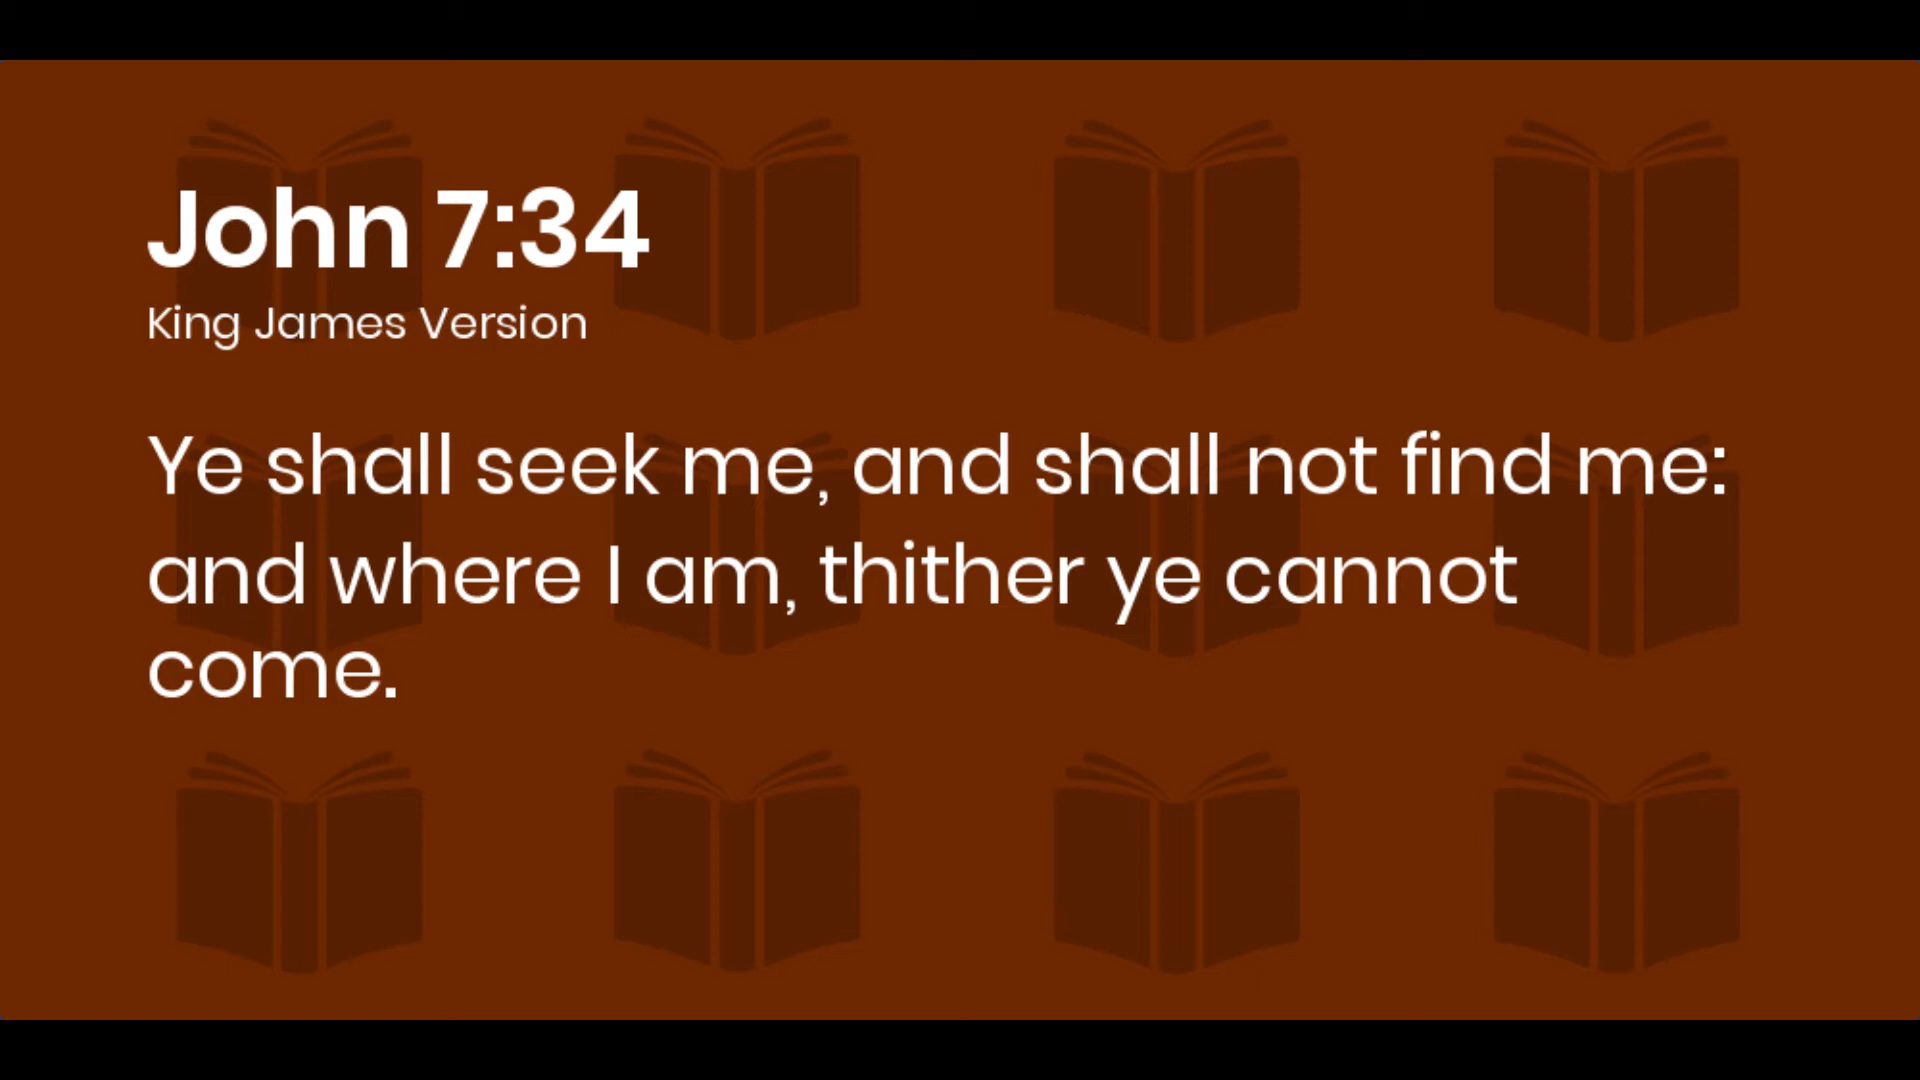 John 7:34
King James Version
Ye shall seek me, and shall not find me:
and where I am, thither ye cannot
come.